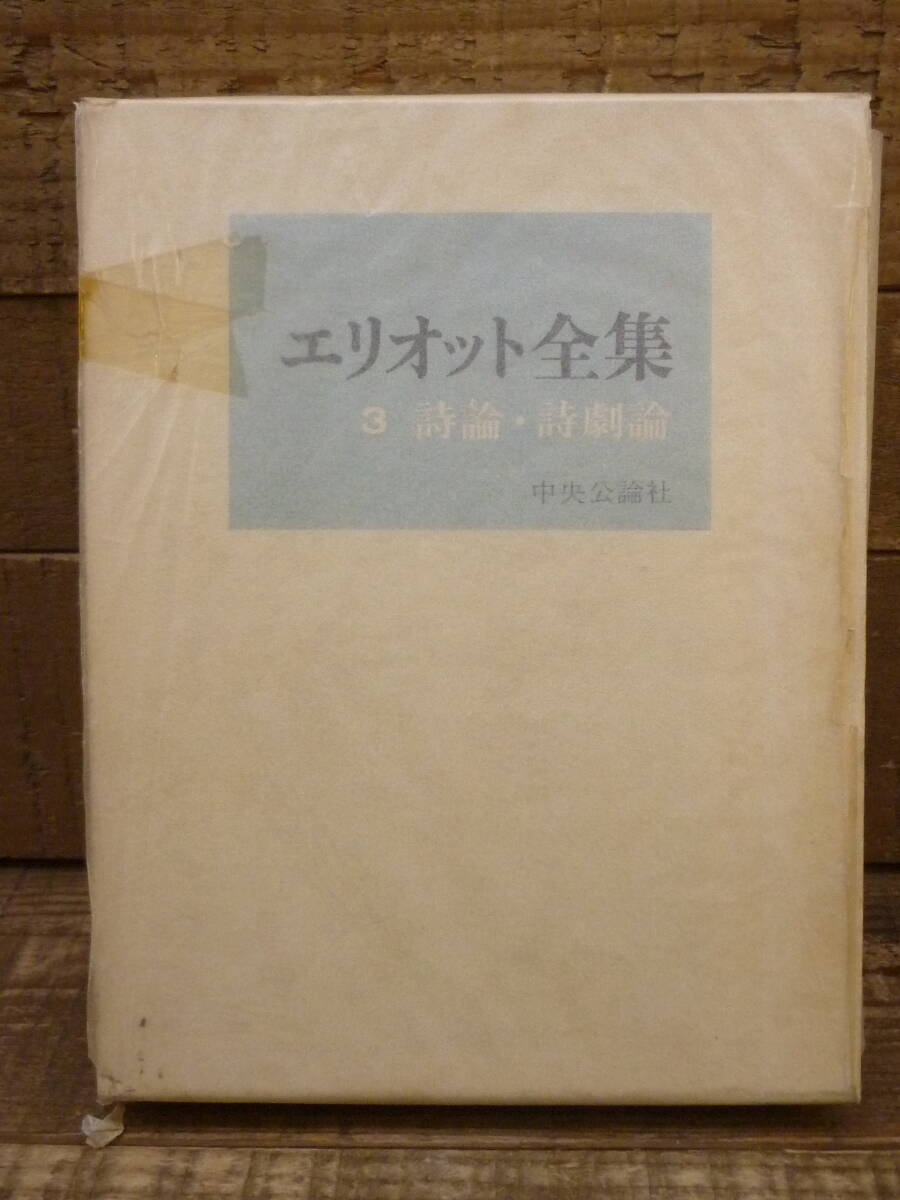 エリオット全集
3 詩論・詩劇論
中央公論社